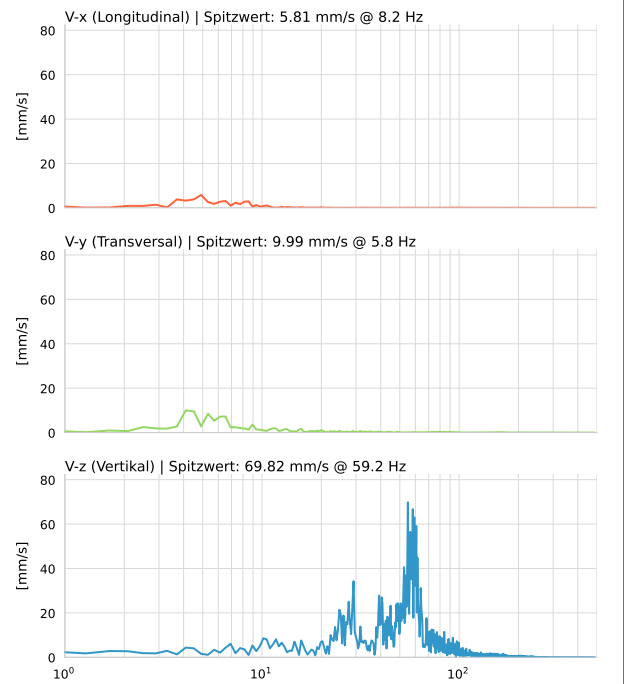 V-x (Longitudinal) | Spitzwert: 5.81 mm/s @ 8.2 Hz
80
60
40
20
0
[mm/s]
V-y (Transversal) | Spitzwert: 9.99 mm/s @ 5.8 Hz
80
60
40
20
0
[mm/s]
V-z (Vertikal) | Spitzwert: 69.82 mm/s @ 59.2 Hz
80
60
40
20
0
[mm/s]
10⁰ 10¹ 10²